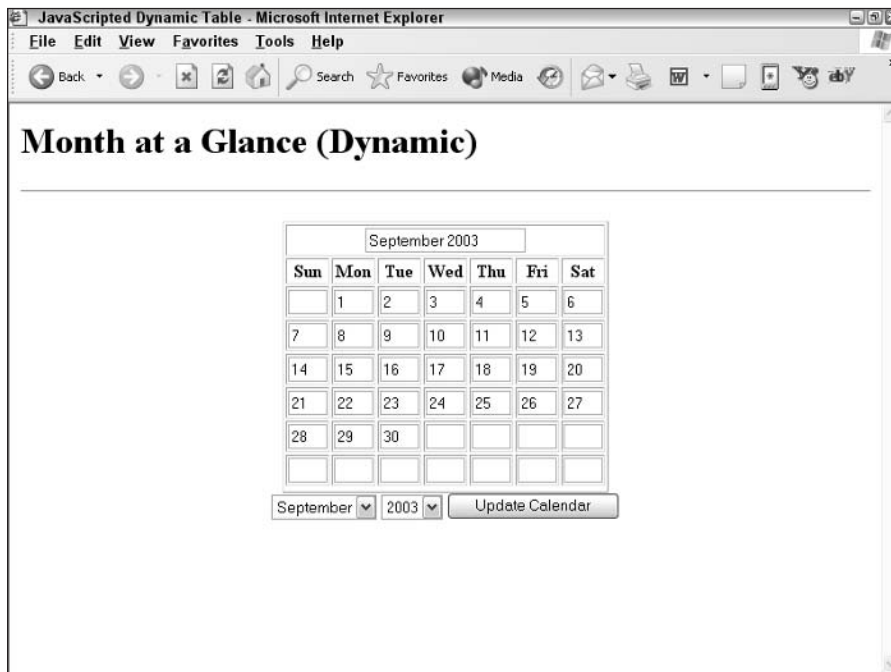 JavaScripted Dynamic Table - Microsoft Internet Explorer
File Edit View Favorites Tools Help
Back Search Favorites Media W abY
Month at a Glance (Dynamic)
September 2003
Sun Mon Tue Wed Thu Fri Sat
1 2 3 4 5 6
7 8 9 10 11 12 13
14 15 16 17 18 19 20
21 22 23 24 25 26 27
28 29 30
September 2003 Update Calendar